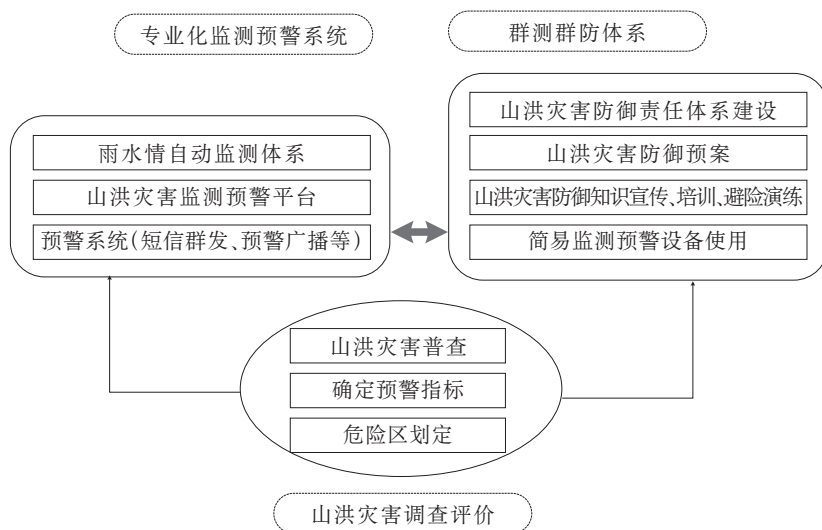 专业化监测预警系统
群测群防体系
雨水情自动监测体系
山洪灾害监测预警平台
预警系统(短信群发、预警广播等)
山洪灾害防御责任体系建设
山洪灾害防御预案
山洪灾害防御知识宣传、培训、避险演练
简易监测预警设备使用
山洪灾害普查
确定预警指标
危险区划定
山洪灾害调查评价